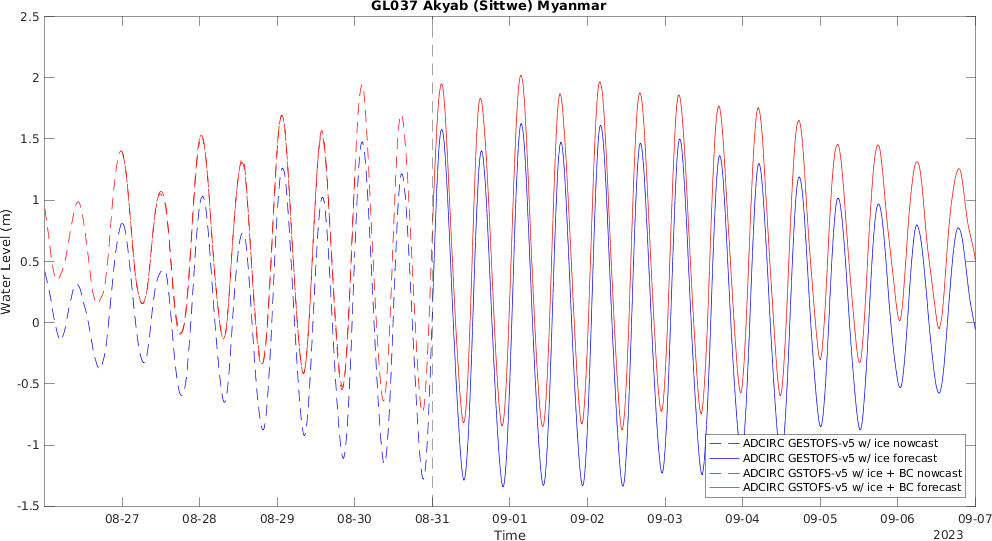 GL037 Akyab (Sittwe) Myanmar
2.5
2
1.5
1
0.5
0
-0.5
-1
-1.5
Water Level (m)
ADCIRC GESTOFS-v5 w/ ice nowcast
ADCIRC GESTOFS-v5 w/ ice forecast
ADCIRC GSTOFS-v5 w/ ice + BC nowcast
ADCIRC GSTOFS-v5 w/ ice + BC forecast
08-27 08-28 08-29 08-30 08-31 09-01 09-02 09-03 09-04 09-05 09-06 09-07
Time
2023